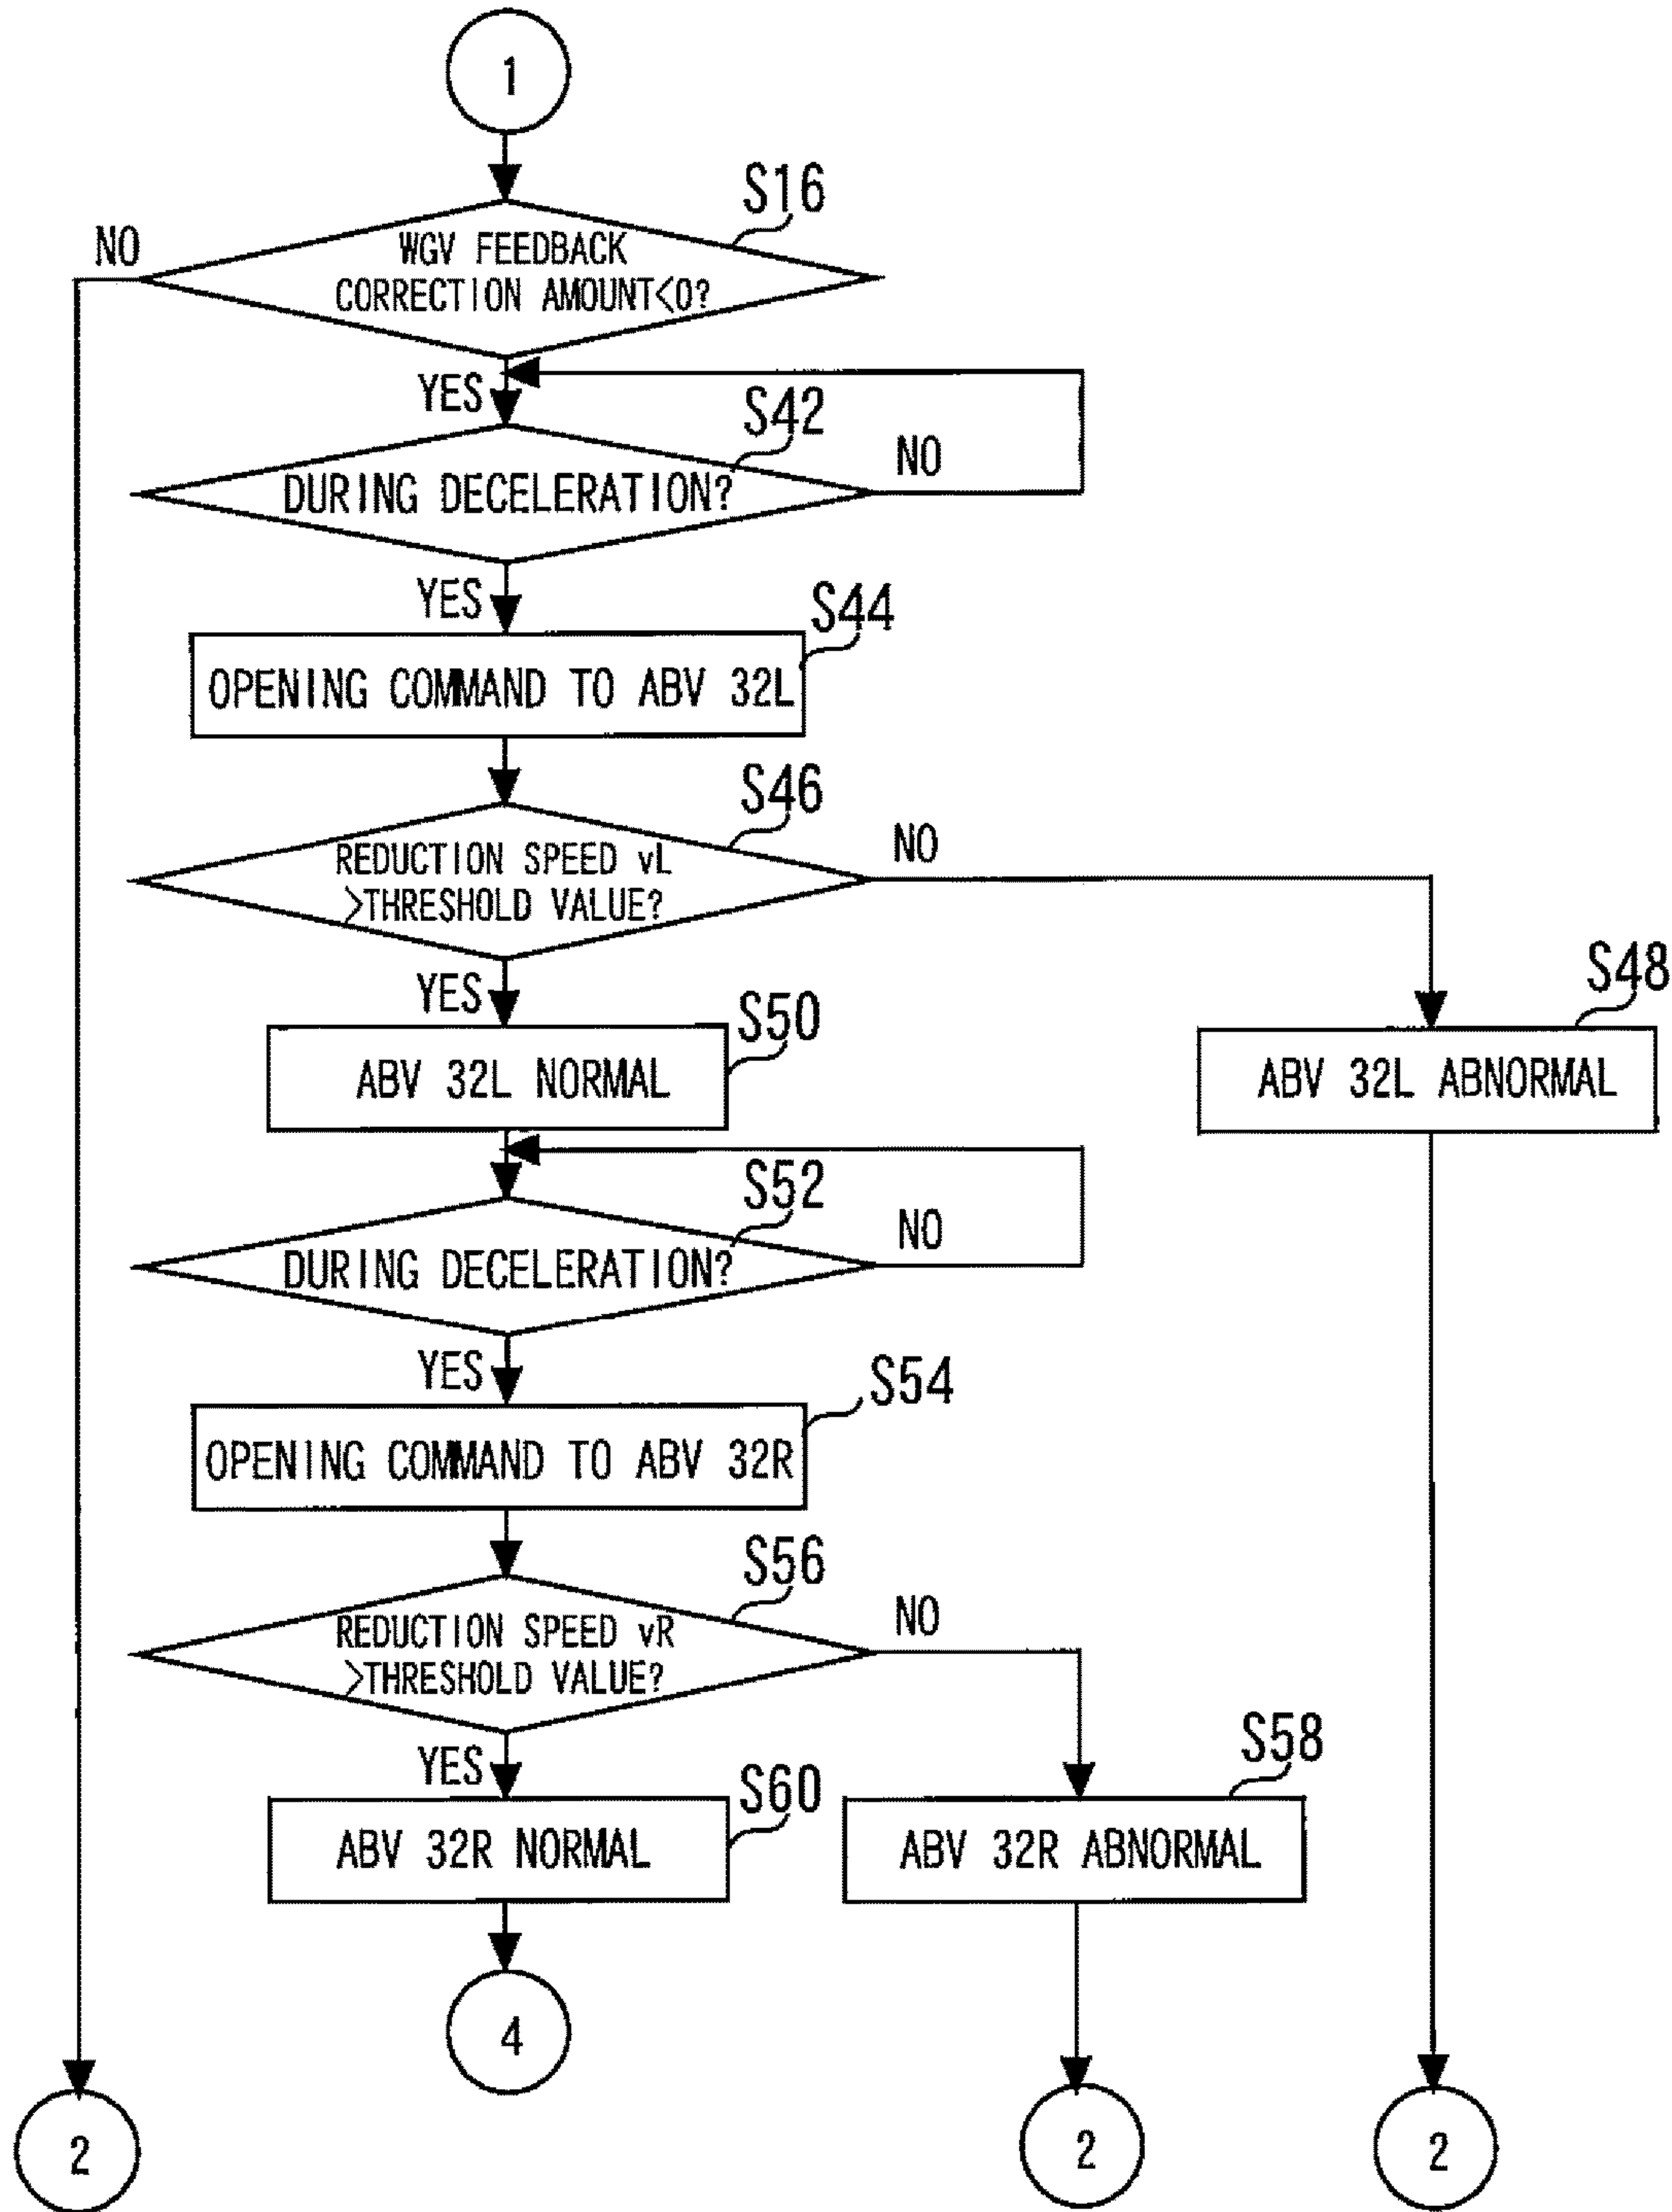 1
S16
NO
WGV FEEDBACK
CORRECTION AMOUNT<0?
YES
S42
NO
DURING DECELERATION?
YES
S44
OPENING COMMAND TO ABV 32L
S46
NO
REDUCTION SPEED vL
>THRESHOLD VALUE?
YES
S50
S48
ABV 32L NORMAL
ABV 32L ABNORMAL
S52
NO
DURING DECELERATION?
YES
S54
OPENING COMMAND TO ABV 32R
S56
NO
REDUCTION SPEED vR
>THRESHOLD VALUE?
YES
S60
S58
ABV 32R NORMAL
ABV 32R ABNORMAL
4
2
2
2